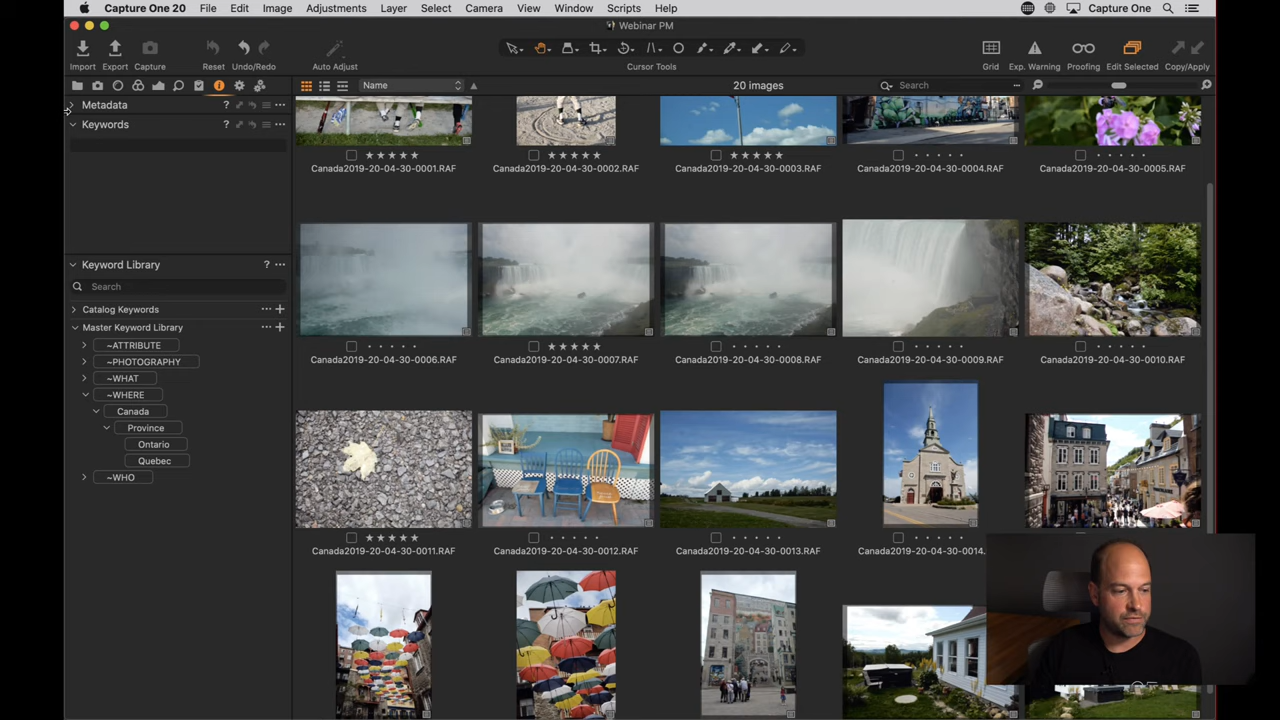 Capture One 20 File Edit Image Adjustments Layer Select Camera View Window Scripts Help Capture One
Webinar PM
Import Export Capture Reset Undo/Redo Auto Adjust Cursor Tools Grid Exp. Warning Proofing Edit Selected Copy/Apply
Name 20 images Search
Metadata
Keywords
Canada2019-20-04-30-0001.RAF Canada2019-20-04-30-0002.RAF Canada2019-20-04-30-0003.RAF Canada2019-20-04-30-0004.RAF Canada2019-20-04-30-0005.RAF
Keyword Library
Search
Catalog Keywords
Master Keyword Library
~ATTRIBUTE
~PHOTOGRAPHY
~WHAT
~WHERE
Canada
Province
Ontario
Quebec
~WHO
Canada2019-20-04-30-0006.RAF Canada2019-20-04-30-0007.RAF Canada2019-20-04-30-0008.RAF Canada2019-20-04-30-0009.RAF Canada2019-20-04-30-0010.RAF
Canada2019-20-04-30-0011.RAF Canada2019-20-04-30-0012.RAF Canada2019-20-04-30-0013.RAF Canada2019-20-04-30-0014.